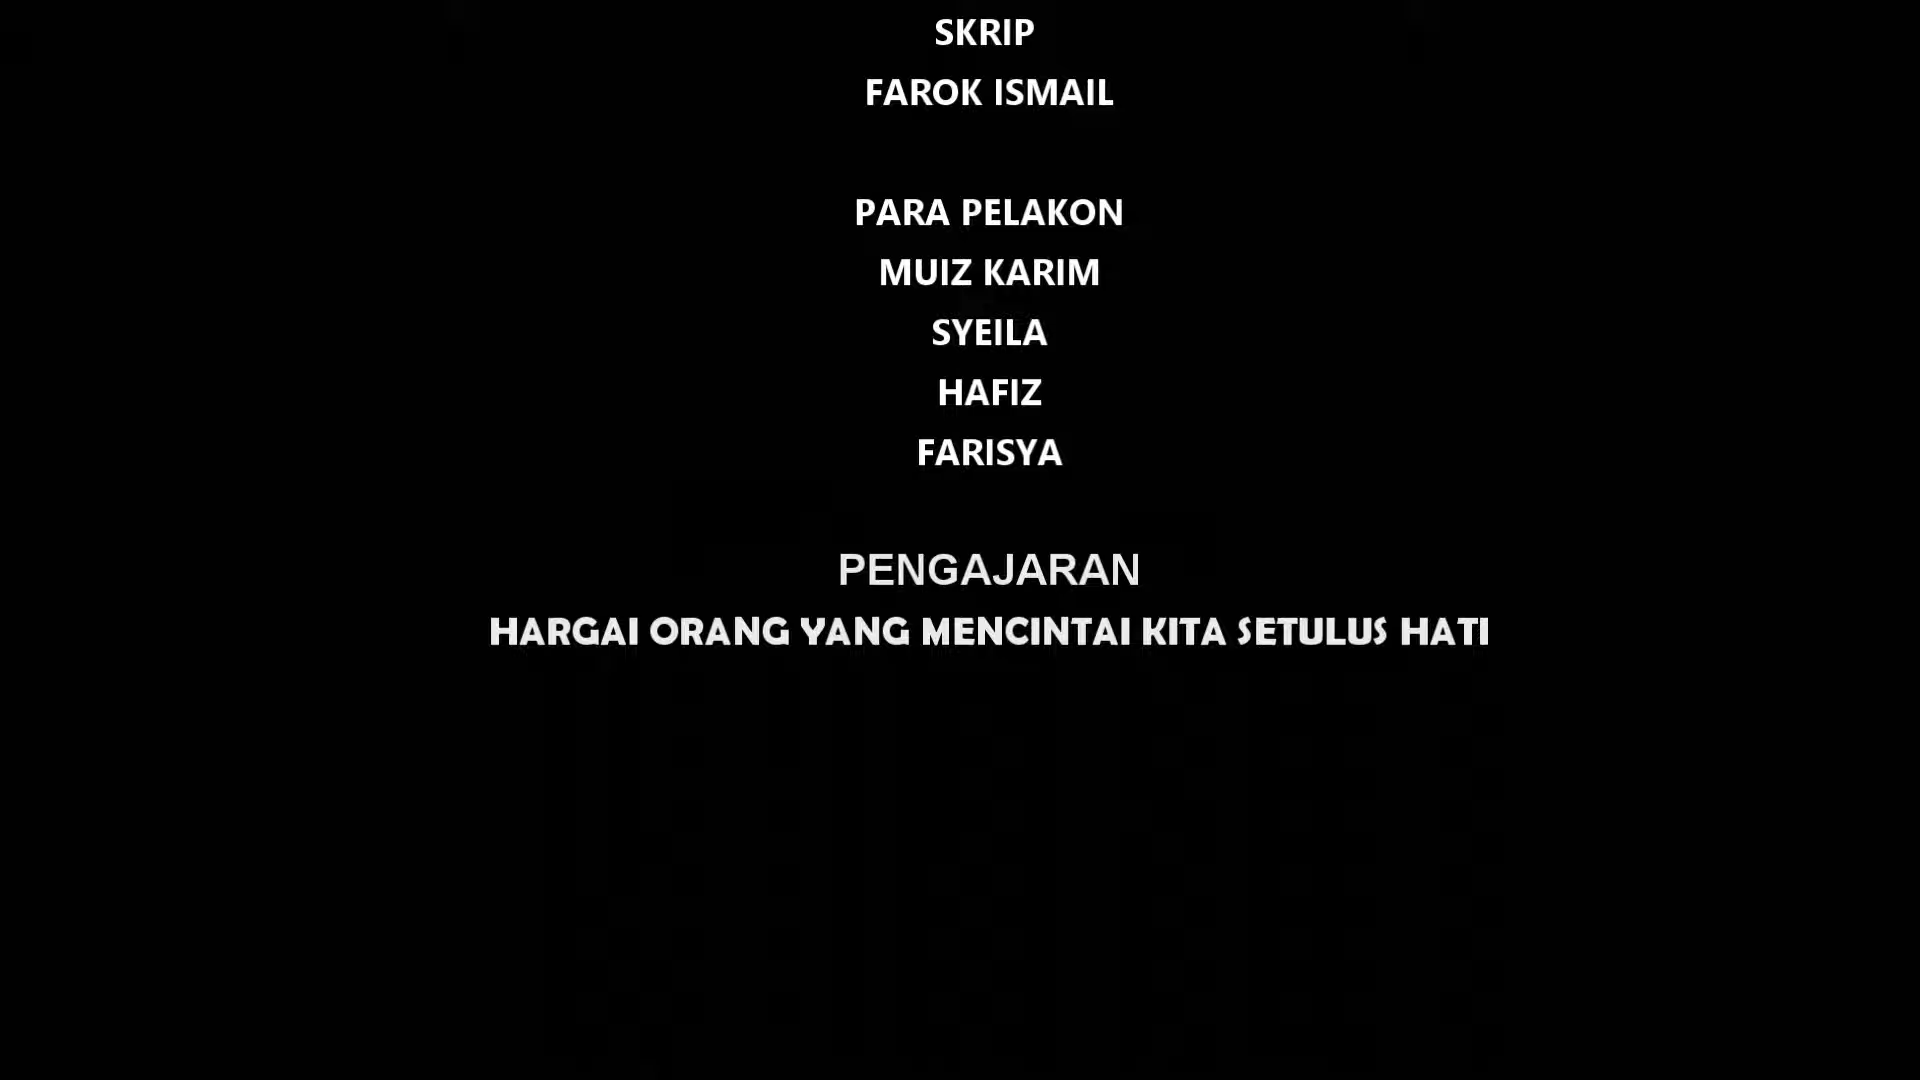 SKRIP
FAROK ISMAIL
PARA PELAKON
MUIZ KARIM
SYEILA
HAFIZ
FARISYA
PENGAJARAN
HARGAI ORANG YANG MENCINTAI KITA SETULUS HATI